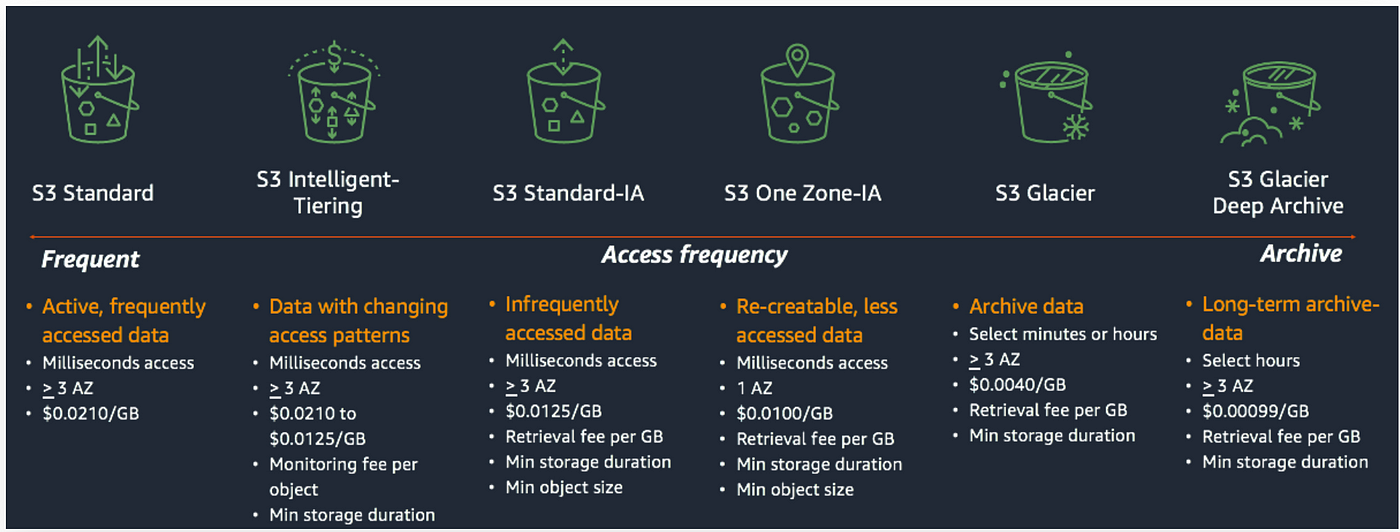 $
S3 Standard
S3 Intelligent-
Tiering
S3 Standard-IA
S3 One Zone-IA
S3 Glacier
S3 Glacier
Deep Archive
Frequent
Access frequency
Archive
• Active, frequently
accessed data
• Milliseconds access
• ≥ 3 AZ
• $0.0210/GB
• Data with changing
access patterns
• Milliseconds access
• ≥ 3 AZ
• $0.0210 to
$0.0125/GB
• Monitoring fee per
object
• Min storage duration
• Infrequently
accessed data
• Milliseconds access
• ≥ 3 AZ
• $0.0125/GB
• Retrieval fee per GB
• Min storage duration
• Min object size
• Re-creatable, less
accessed data
• Milliseconds access
• 1 AZ
• $0.0100/GB
• Retrieval fee per GB
• Min storage duration
• Min object size
• Archive data
• Select minutes or hours
• ≥ 3 AZ
• $0.0040/GB
• Retrieval fee per GB
• Min storage duration
• Long-term archive-
data
• Select hours
• ≥ 3 AZ
• $0.00099/GB
• Retrieval fee per GB
• Min storage duration